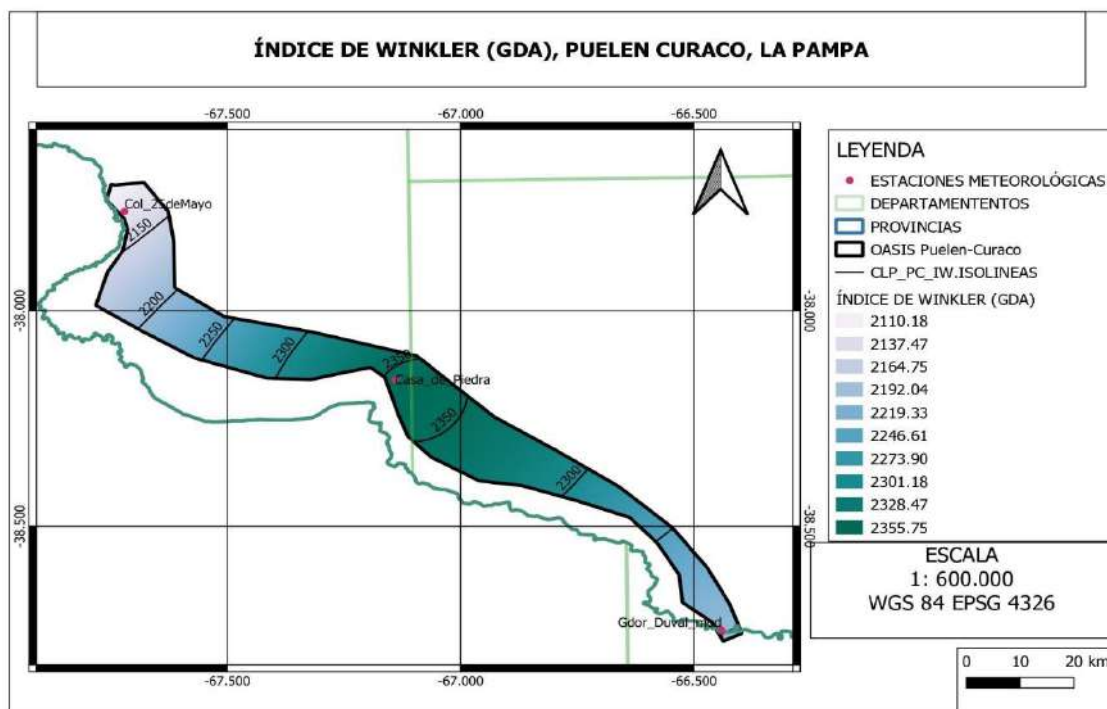 ÍNDICE DE WINKLER (GDA), PUELEN CURACO, LA PAMPA
-67.500
-67.000
-66.500
Col_25deMayo
2150
-38.000
2200
2250
2300
2350
Casa_de_Piedra
2350
2300
-38.500
Gdor_Duval_mod
-38.000
-38.500
-67.500
-67.000
-66.500
LEYENDA
ESTACIONES METEOROLÓGICAS
DEPARTAMENTENTOS
PROVINCIAS
OASIS Puelen-Curaco
CLP_PC_IW.ISOLINEAS
ÍNDICE DE WINKLER (GDA)
2110.18
2137.47
2164.75
2192.04
2219.33
2246.61
2273.90
2301.18
2328.47
2355.75
ESCALA
1: 600.000
WGS 84 EPSG 4326
0 10 20 km